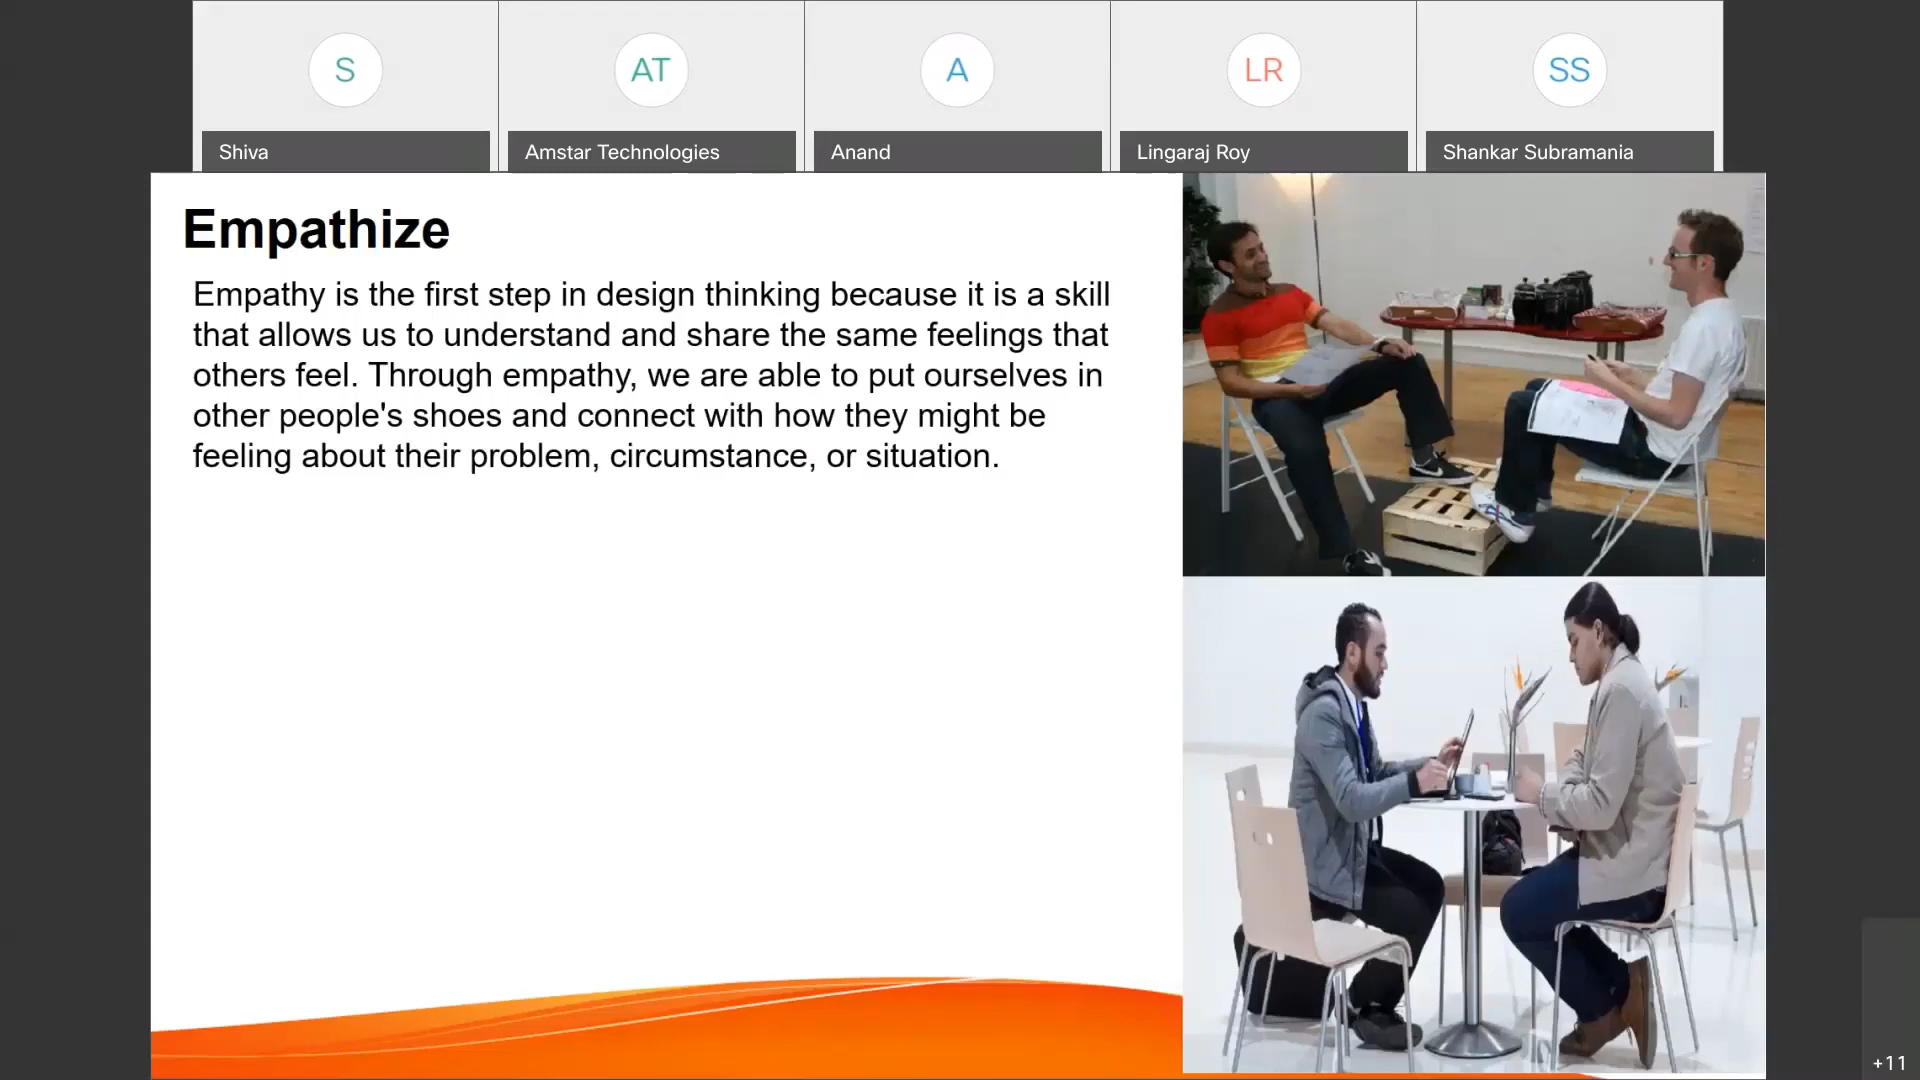 S
AT
A
LR
SS
Shiva
Amstar Technologies
Anand
Lingaraj Roy
Shankar Subramania
Empathize
Empathy is the first step in design thinking because it is a skill
that allows us to understand and share the same feelings that
others feel. Through empathy, we are able to put ourselves in
other people's shoes and connect with how they might be
feeling about their problem, circumstance, or situation.
+11